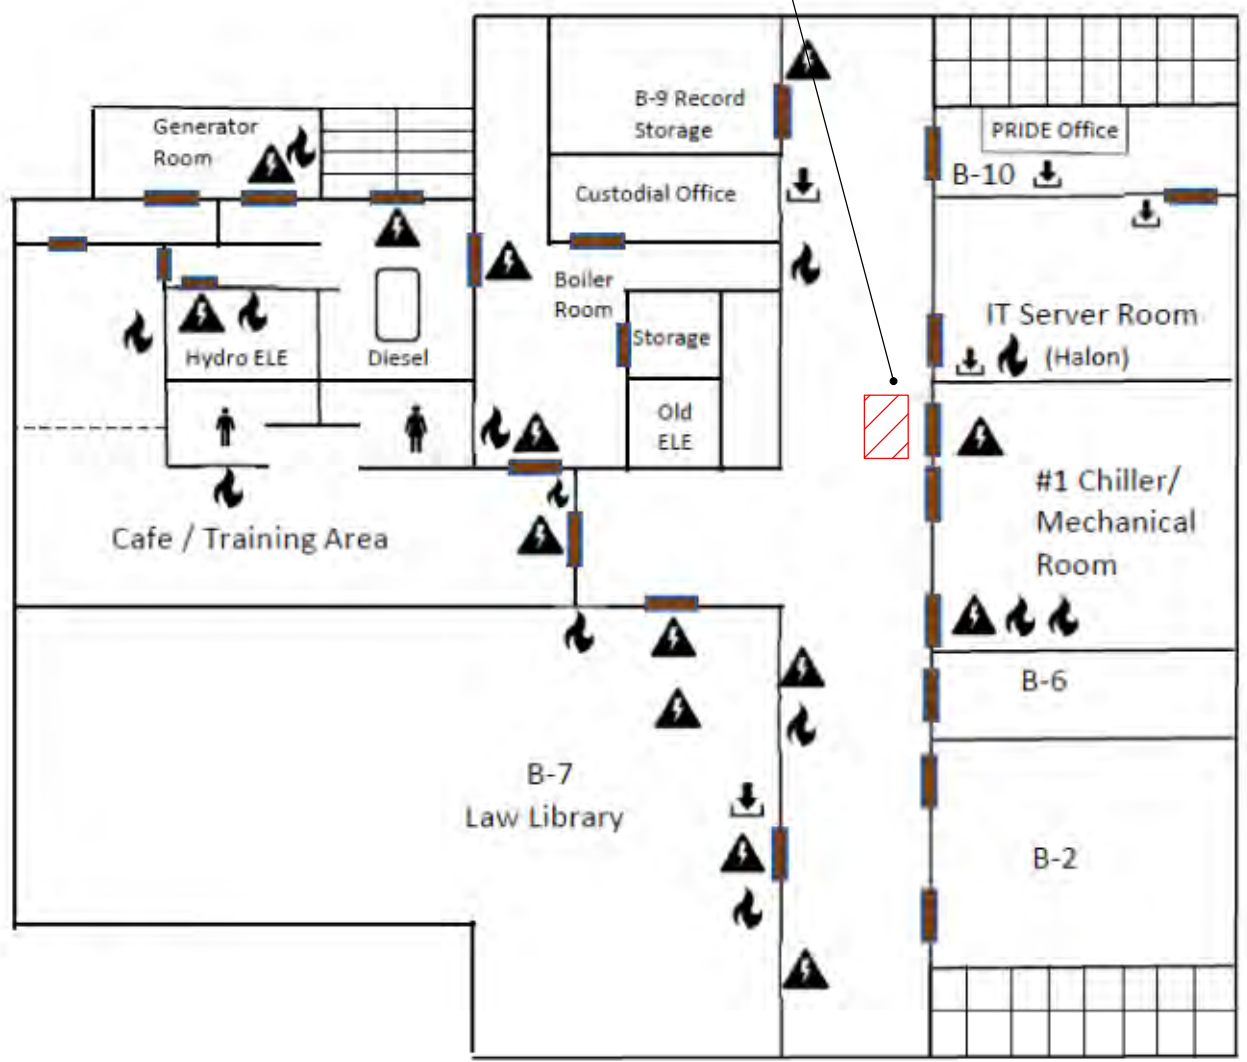 B-9 Record
Storage
Generator
Room
PRIDE Office
B-10
Custodial Office
Boiler
Room
IT Server Room
(Halon)
Storage
Hydro ELE
Diesel
Old
ELE
#1 Chiller/
Mechanical
Room
Cafe / Training Area
B-6
B-7
Law Library
B-2